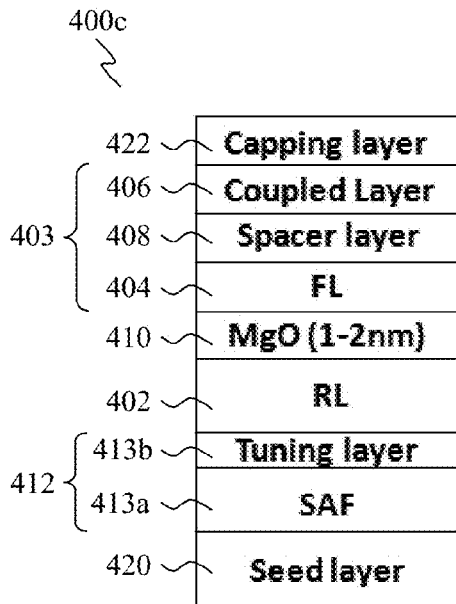 400c
422 Capping layer
406 Coupled Layer
403
408 Spacer layer
404 FL
410 MgO (1-2nm)
402 RL
413b Tuning layer
412
413a SAF
420 Seed layer